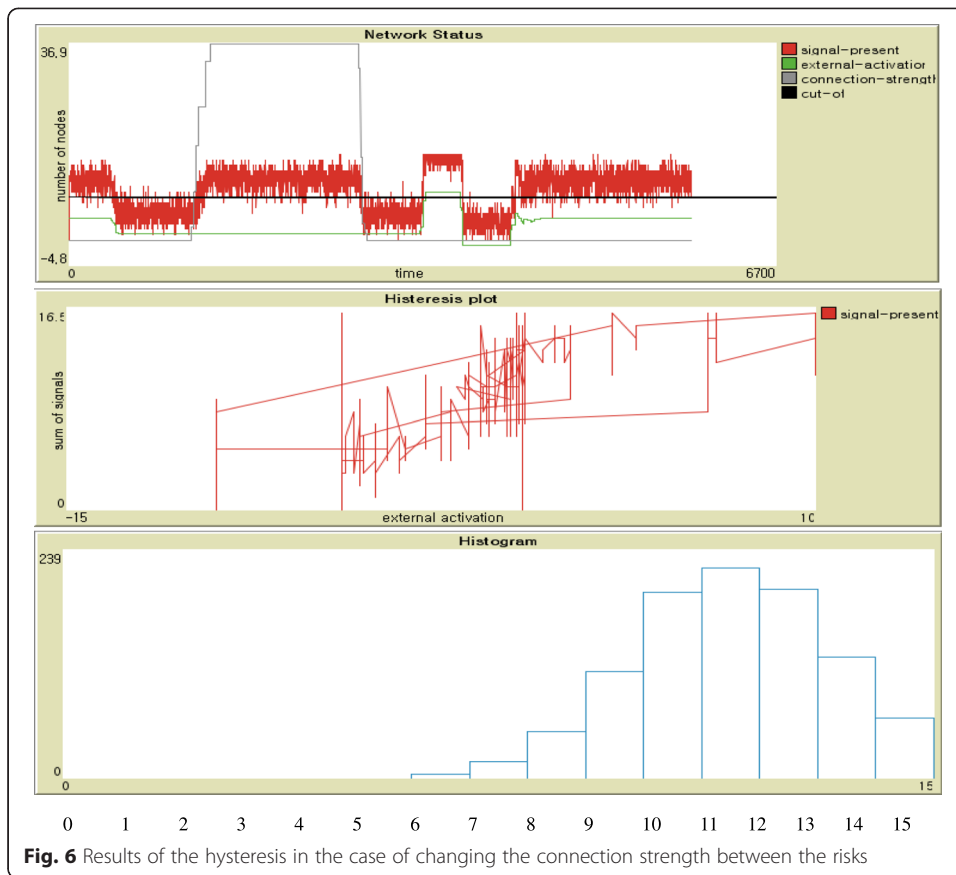 Network Status
36,9
number of nodes
-4,8
0
time
6700
signal-present
external-activation
connection-strength
cut-of
Histeresis plot
16.5
sum of signals
0
-15
external activation
10
signal-present
Histogram
239
0
0
15
0 1 2 3 4 5 6 7 8 9 10 11 12 13 14 15
Fig. 6 Results of the hysteresis in the case of changing the connection strength between the risks